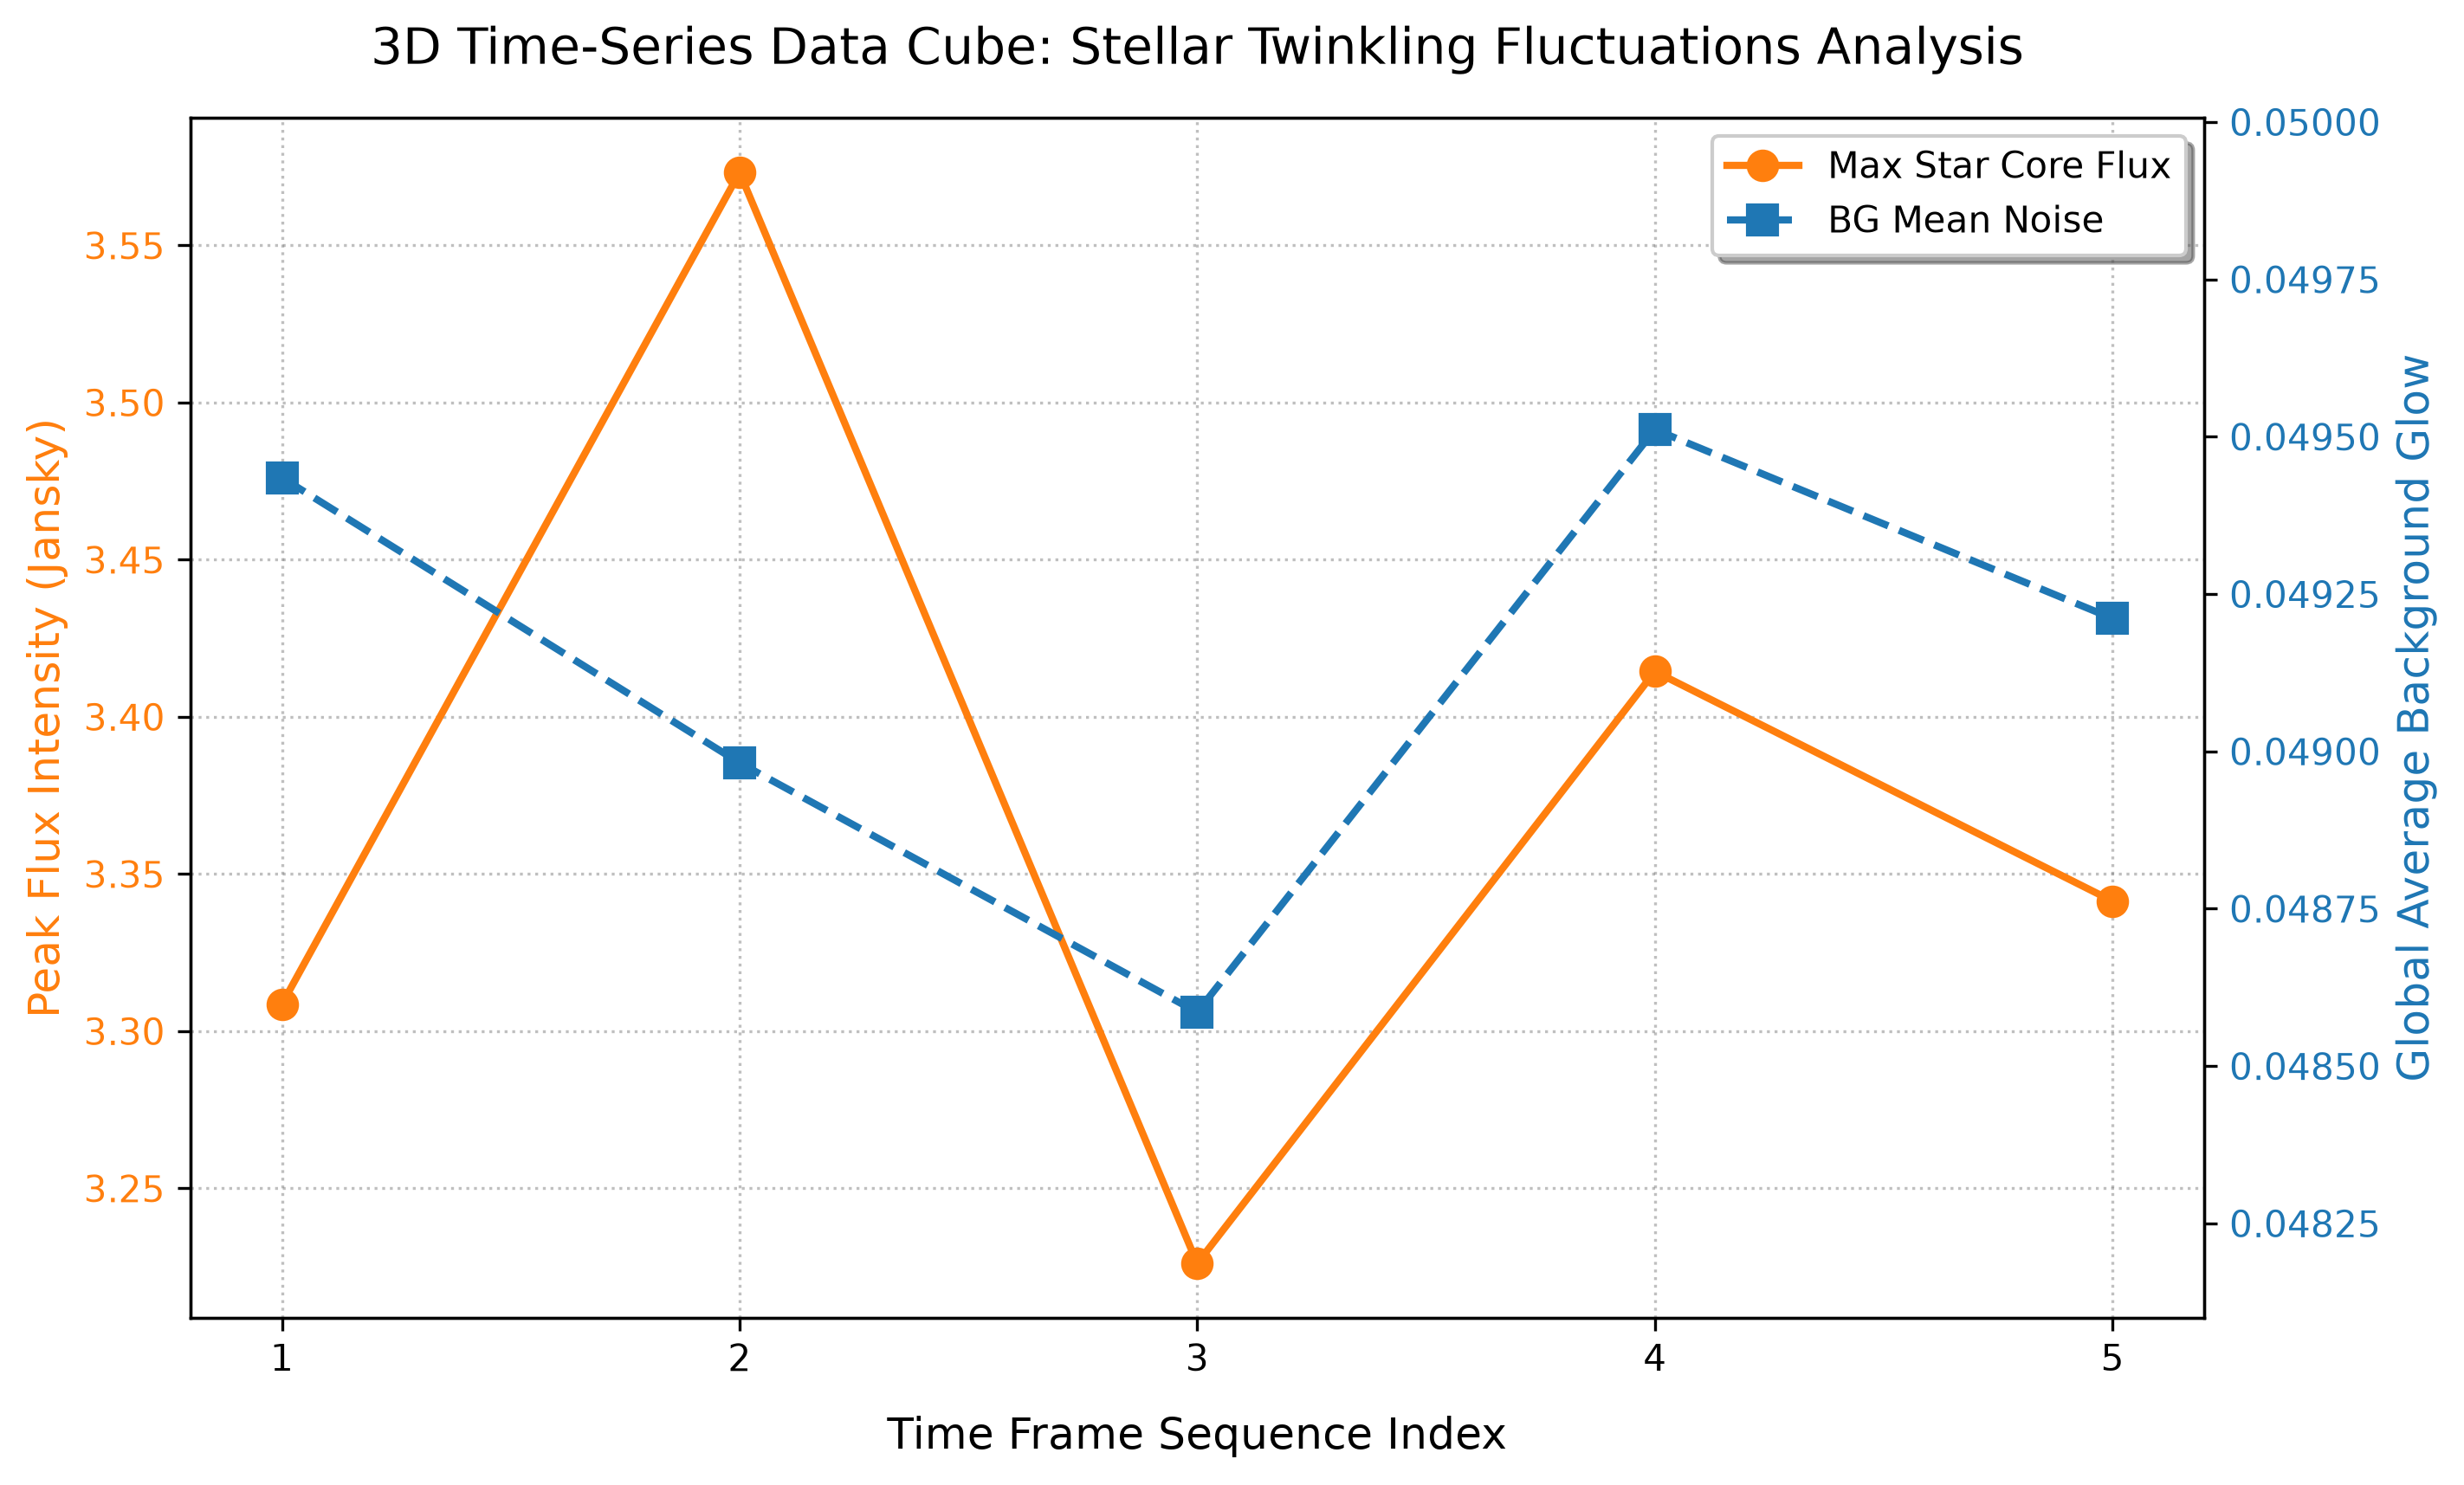 3D Time-Series Data Cube: Stellar Twinkling Fluctuations Analysis
Max Star Core Flux
BG Mean Noise
Peak Flux Intensity (Jansky)
3.55
3.50
3.45
3.40
3.35
3.30
3.25
0.05000
0.04975
0.04950
0.04925
0.04900
0.04875
0.04850
0.04825
Global Average Background Glow
1 2 3 4 5
Time Frame Sequence Index